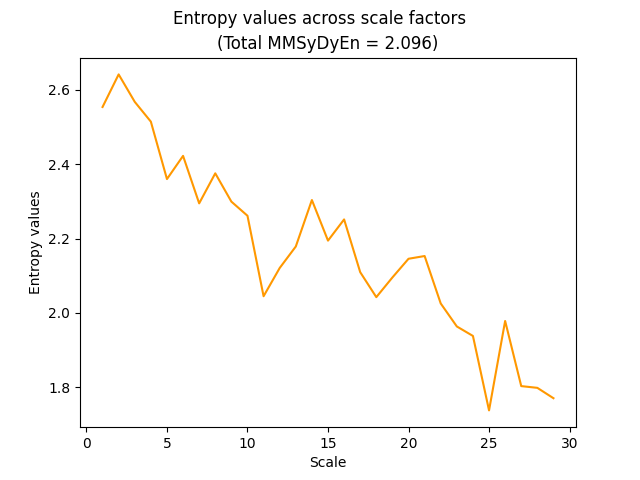 Entropy values across scale factors
(Total MMSyDyEn = 2.096)
2.6
2.4
2.2
2.0
1.8
Entropy values
0 5 10 15 20 25 30
Scale